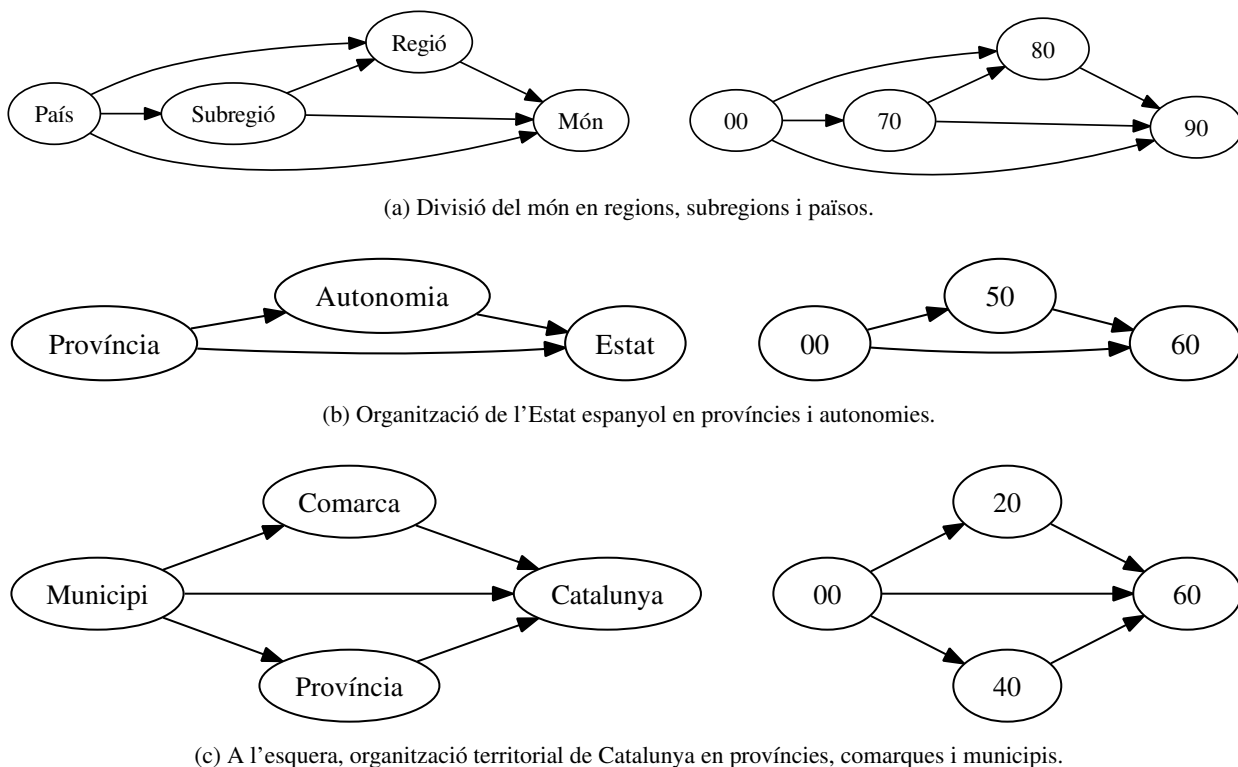 Regió
País
Subregió
Món
80
00
70
90
(a) Divisió del món en regions, subregions i països.
Autonomia
Província
Estat
50
00
60
(b) Organització de l'Estat espanyol en províncies i autonomies.
Comarca
Municipi
Catalunya
Província
20
00
60
40
(c) A l'esquera, organització territorial de Catalunya en províncies, comarques i municipis.